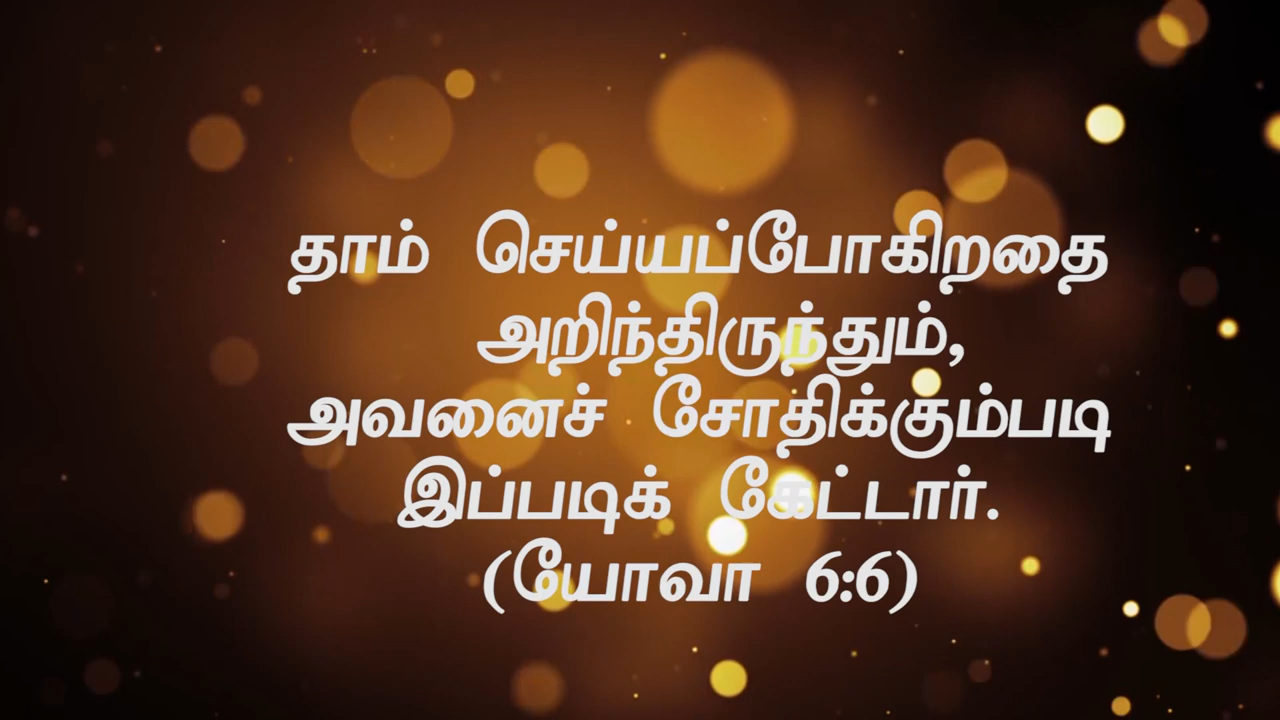 தாம் செய்யப்போகிறதை
அறிந்திருந்தும்,
அவனைச் சோதிக்கும்படி
இப்படிக் கேட்டார்.
(யோவா 6:6)